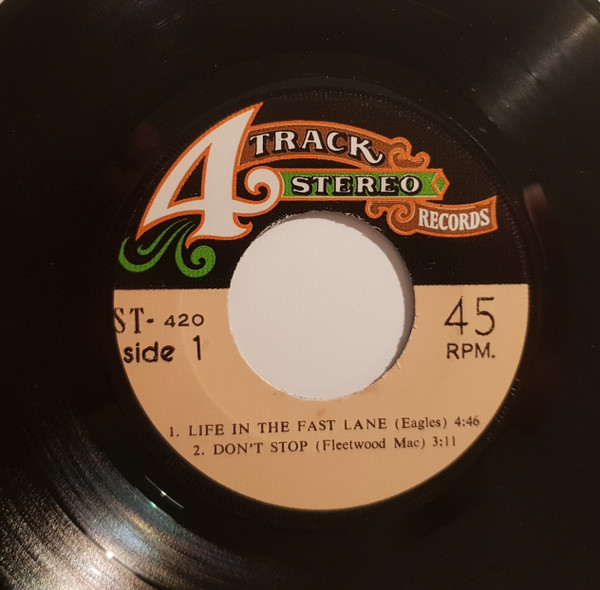 4 TRACK
STEREO
RECORDS
ST- 420
side 1
45
RPM.
1. LIFE IN THE FAST LANE (Eagles) 4:46
2. DON'T STOP (Fleetwood Mac) 3:11